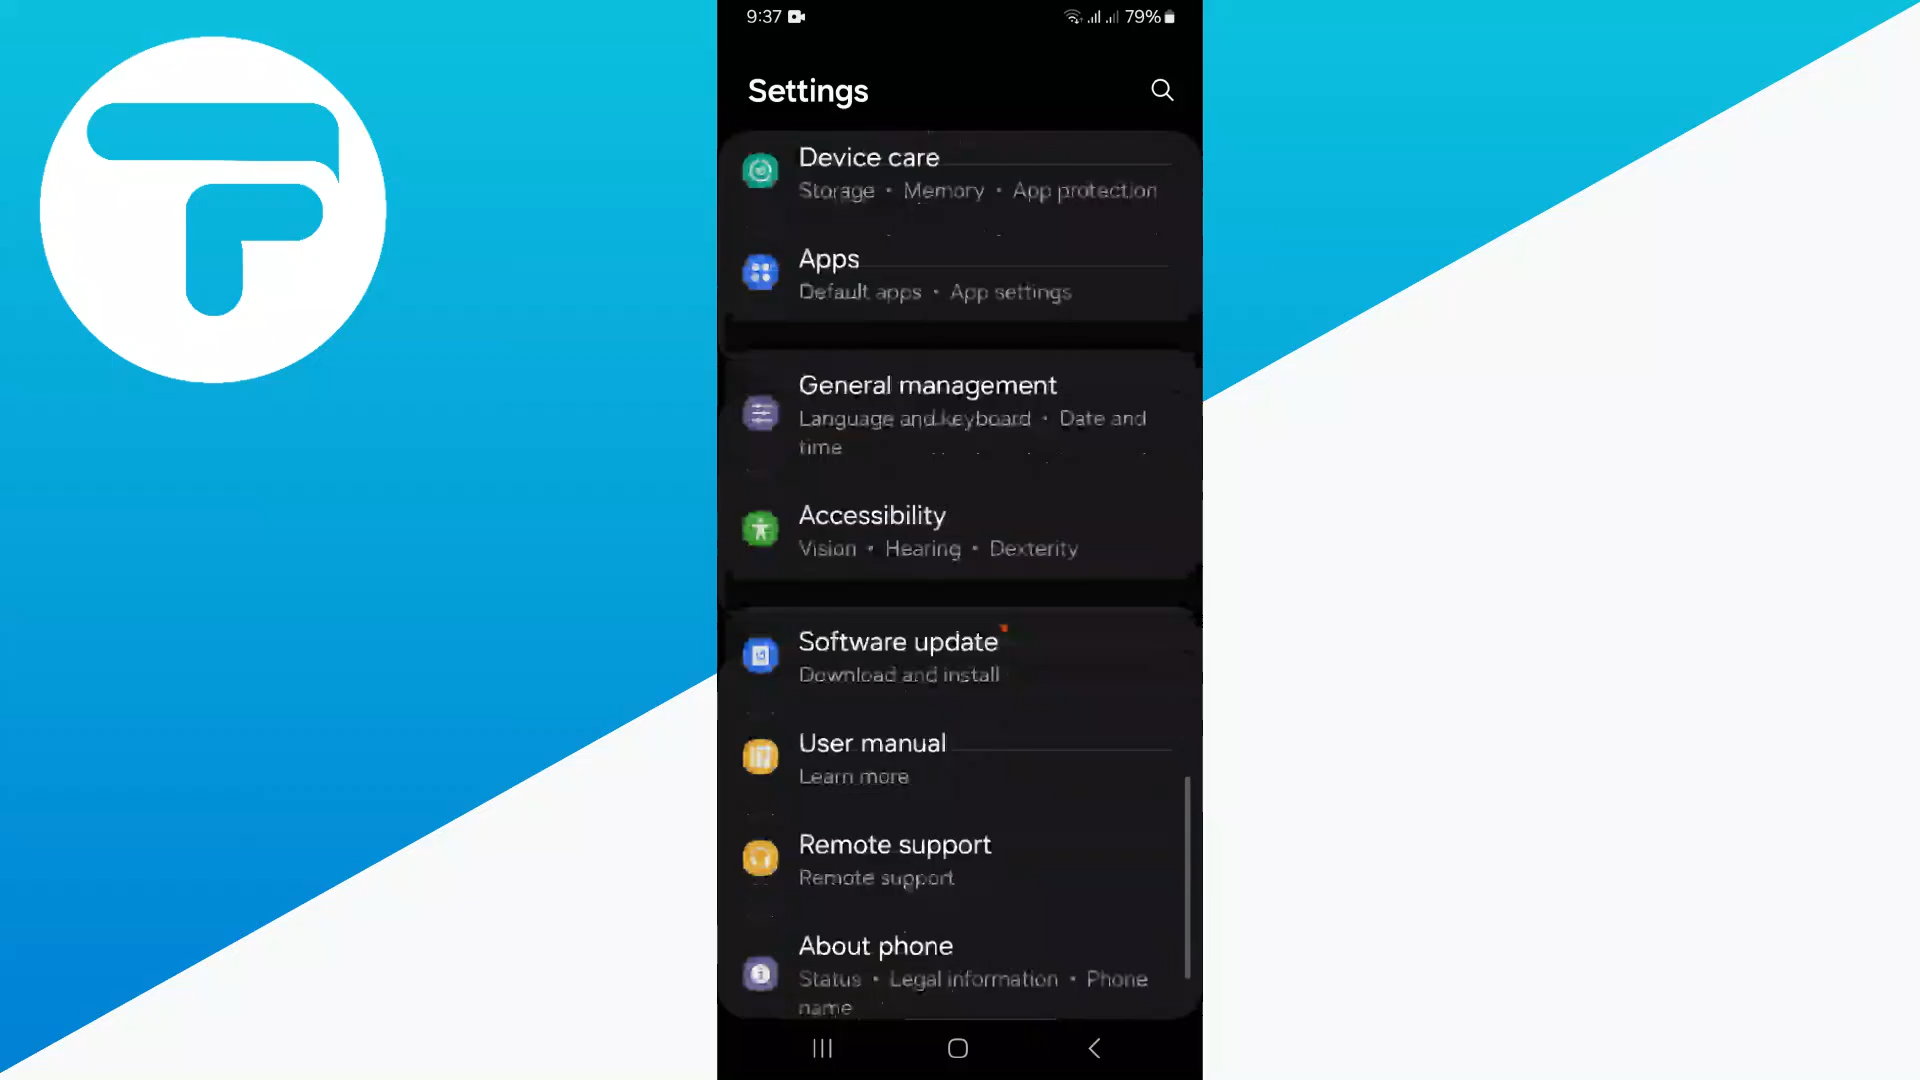 9:37
79%
Settings
Device care
Storage • Memory • App protection
Apps
Default apps • App settings
General management
Language and keyboard • Date and
time
Accessibility
Vision • Hearing • Dexterity
Software update
Download and install
User manual
Learn more
Remote support
Remote support
About phone
Status • Legal information • Phone
name